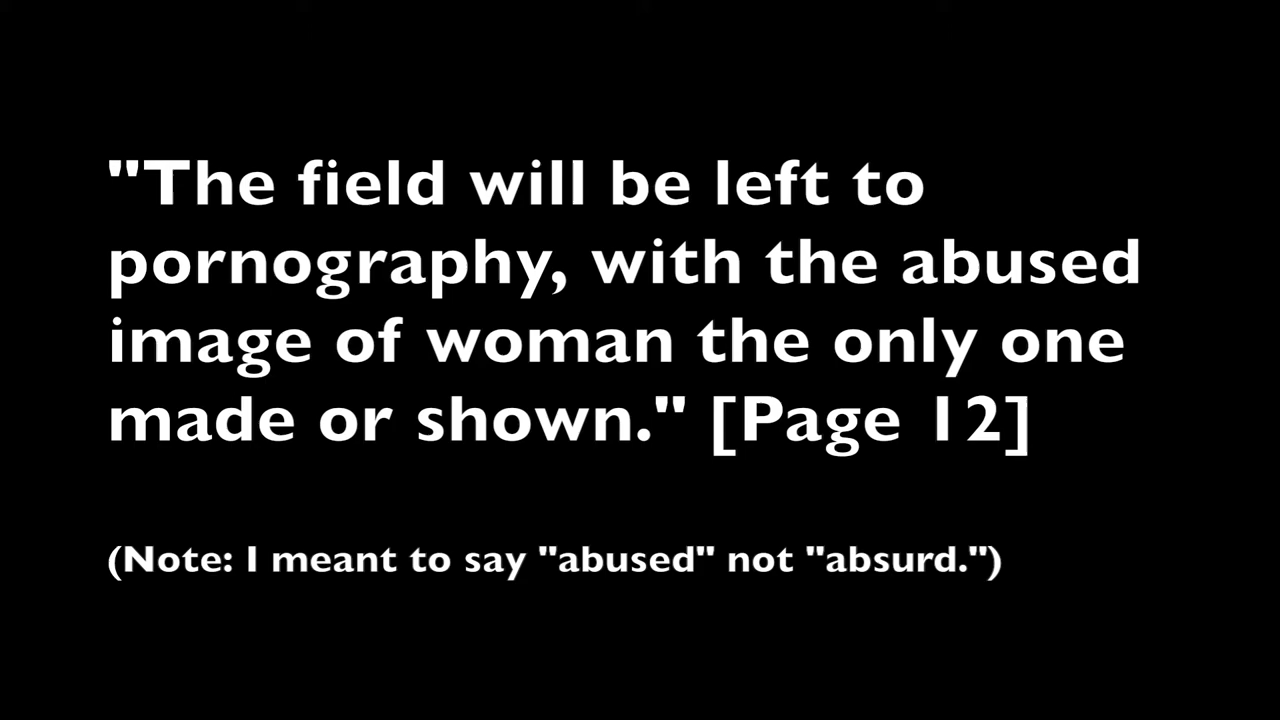 "The field will be left to
pornography, with the abused
image of woman the only one
made or shown." [Page 12]
(Note: I meant to say "abused" not "absurd.")